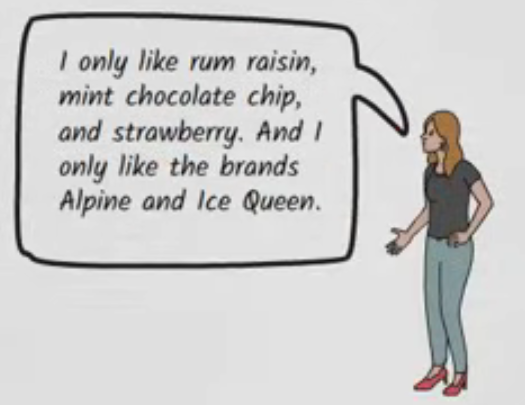 I only like rum raisin,
mint chocolate chip,
and strawberry. And I
only like the brands
Alpine and Ice Queen.